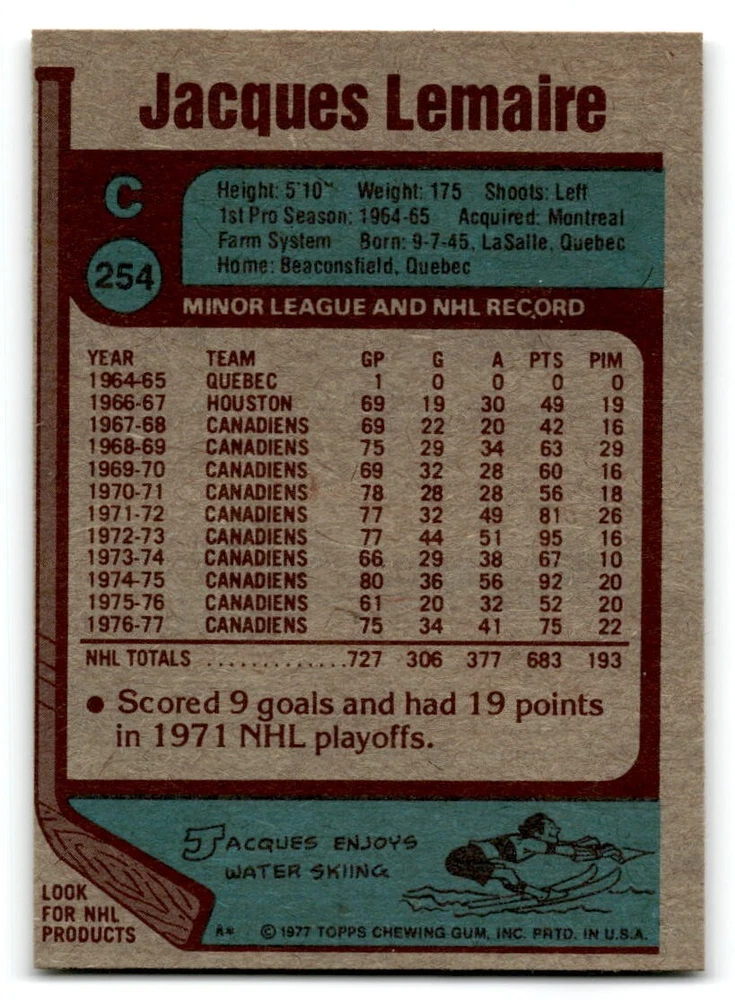 Jacques Lemaire
C
254
Height: 5'10" Weight: 175 Shoots: Left
1st Pro Season: 1964-65 Acquired: Montreal
Farm System Born: 9-7-45, LaSalle, Quebec
Home: Beaconsfield, Quebec
MINOR LEAGUE AND NHL RECORD
YEAR TEAM GP G A PTS PIM
1964-65 QUEBEC 1 0 0 0 0
1966-67 HOUSTON 69 19 30 49 19
1967-68 CANADIENS 69 22 20 42 16
1968-69 CANADIENS 75 29 34 63 29
1969-70 CANADIENS 69 32 28 60 16
1970-71 CANADIENS 78 28 28 56 18
1971-72 CANADIENS 77 32 49 81 26
1972-73 CANADIENS 77 44 51 95 16
1973-74 CANADIENS 66 29 38 67 10
1974-75 CANADIENS 80 36 56 92 20
1975-76 CANADIENS 61 20 32 52 20
1976-77 CANADIENS 75 34 41 75 22
NHL TOTALS ............727 306 377 683 193
• Scored 9 goals and had 19 points
in 1971 NHL playoffs.
JACQUES ENJOYS
WATER SKIING
LOOK
FOR NHL
PRODUCTS
A* © 1977 TOPPS CHEWING GUM, INC. PRTD. IN U.S.A.